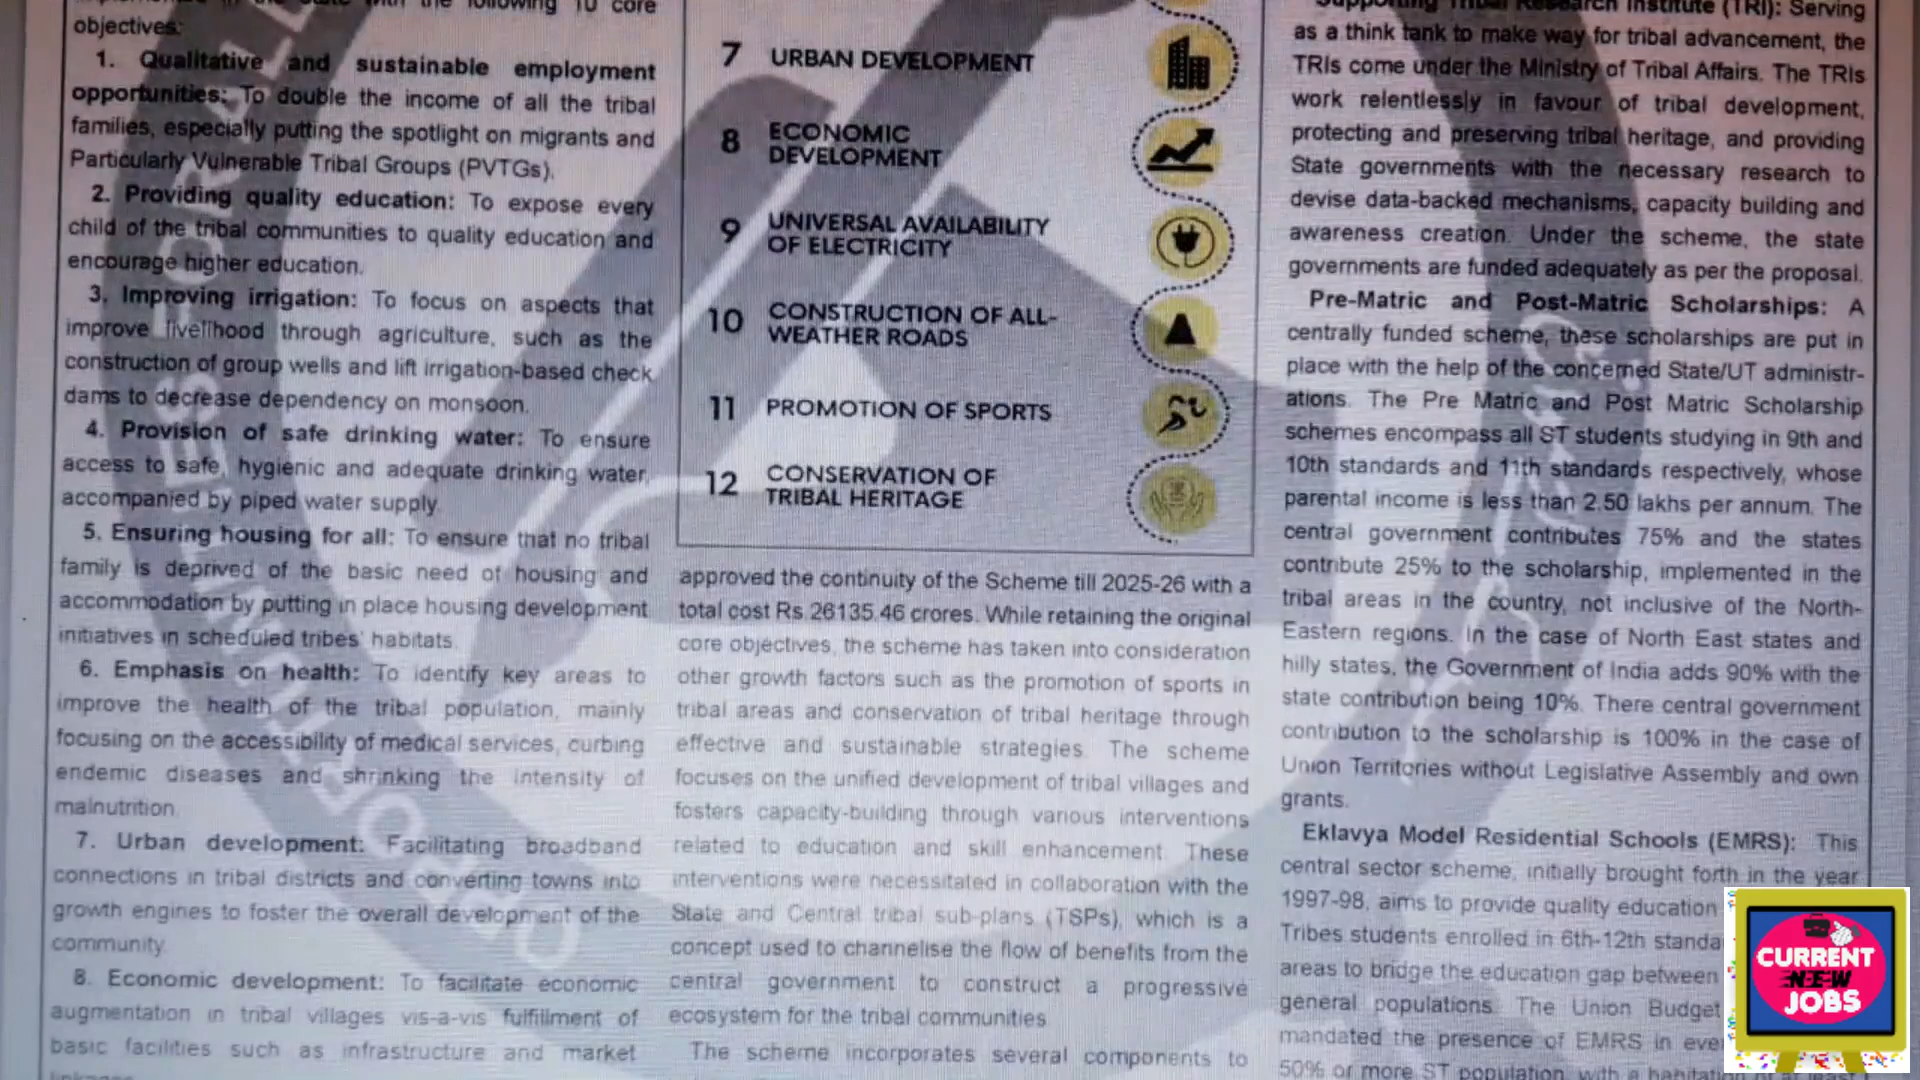 implemented in the State with the following 10 core
objectives:
1. Qualitative and sustainable employment
opportunities: To double the income of all the tribal
families, especially putting the spotlight on migrants and
Particularly Vulnerable Tribal Groups (PVTGs).
2. Providing quality education: To expose every
child of the tribal communities to quality education and
encourage higher education.
3. Improving irrigation: To focus on aspects that
improve livelihood through agriculture, such as the
construction of group wells and lift irrigation-based check
dams to decrease dependency on monsoon.
4. Provision of safe drinking water: To ensure
access to safe, hygienic and adequate drinking water,
accompanied by piped water supply.
5. Ensuring housing for all: To ensure that no tribal
family is deprived of the basic need of housing and
accommodation by putting in place housing development
initiatives in scheduled tribes' habitats.
6. Emphasis on health: To identify key areas to
improve the health of the tribal population, mainly
focusing on the accessibility of medical services, curbing
endemic diseases and shrinking the intensity of
malnutrition.
7. Urban development: Facilitating broadband
connections in tribal districts and converting towns into
growth engines to foster the overall development of the
community.
8. Economic development: To facilitate economic
augmentation in tribal villages vis-a-vis fulfillment of
basic facilities such as infrastructure and market
7 URBAN DEVELOPMENT
8 ECONOMIC
DEVELOPMENT
9 UNIVERSAL AVAILABILITY
OF ELECTRICITY
10 CONSTRUCTION OF ALL-
WEATHER ROADS
11 PROMOTION OF SPORTS
12 CONSERVATION OF
TRIBAL HERITAGE
approved the continuity of the Scheme till 2025-26 with a
total cost Rs.26135.46 crores. While retaining the original
core objectives, the scheme has taken into consideration
other growth factors such as the promotion of sports in
tribal areas and conservation of tribal heritage through
effective and sustainable strategies. The scheme
focuses on the unified development of tribal villages and
fosters capacity-building through various interventions
related to education and skill enhancement. These
interventions were necessitated in collaboration with the
State and Central tribal sub-plans (TSPs), which is a
concept used to channelise the flow of benefits from the
central government to construct a progressive
ecosystem for the tribal communities.
The scheme incorporates several components to
Supporting Tribal Research Institute (TRI): Serving
as a think tank to make way for tribal advancement, the
TRIs come under the Ministry of Tribal Affairs. The TRIs
work relentlessly in favour of tribal development,
protecting and preserving tribal heritage, and providing
State governments with the necessary research to
devise data-backed mechanisms, capacity building and
awareness creation. Under the scheme, the state
governments are funded adequately as per the proposal.
Pre-Matric and Post-Matric Scholarships: A
centrally funded scheme, these scholarships are put in
place with the help of the concerned State/UT administr-
ations. The Pre Matric and Post Matric Scholarship
schemes encompass all ST students studying in 9th and
10th standards and 11th standards respectively, whose
parental income is less than 2.50 lakhs per annum. The
central government contributes 75% and the states
contribute 25% to the scholarship, implemented in the
tribal areas in the country, not inclusive of the North-
Eastern regions. In the case of North East states and
hilly states, the Government of India adds 90% with the
state contribution being 10%. There central government
contribution to the scholarship is 100% in the case of
Union Territories without Legislative Assembly and own
grants.
Eklavya Model Residential Schools (EMRS): This
central sector scheme, initially brought forth in the year
1997-98, aims to provide quality education
Tribes students enrolled in 6th-12th standa
areas to bridge the education gap between
general populations. The Union Budget
mandated the presence of EMRS in eve
50% or more ST population, with a
CURRENT
NEW
JOBS